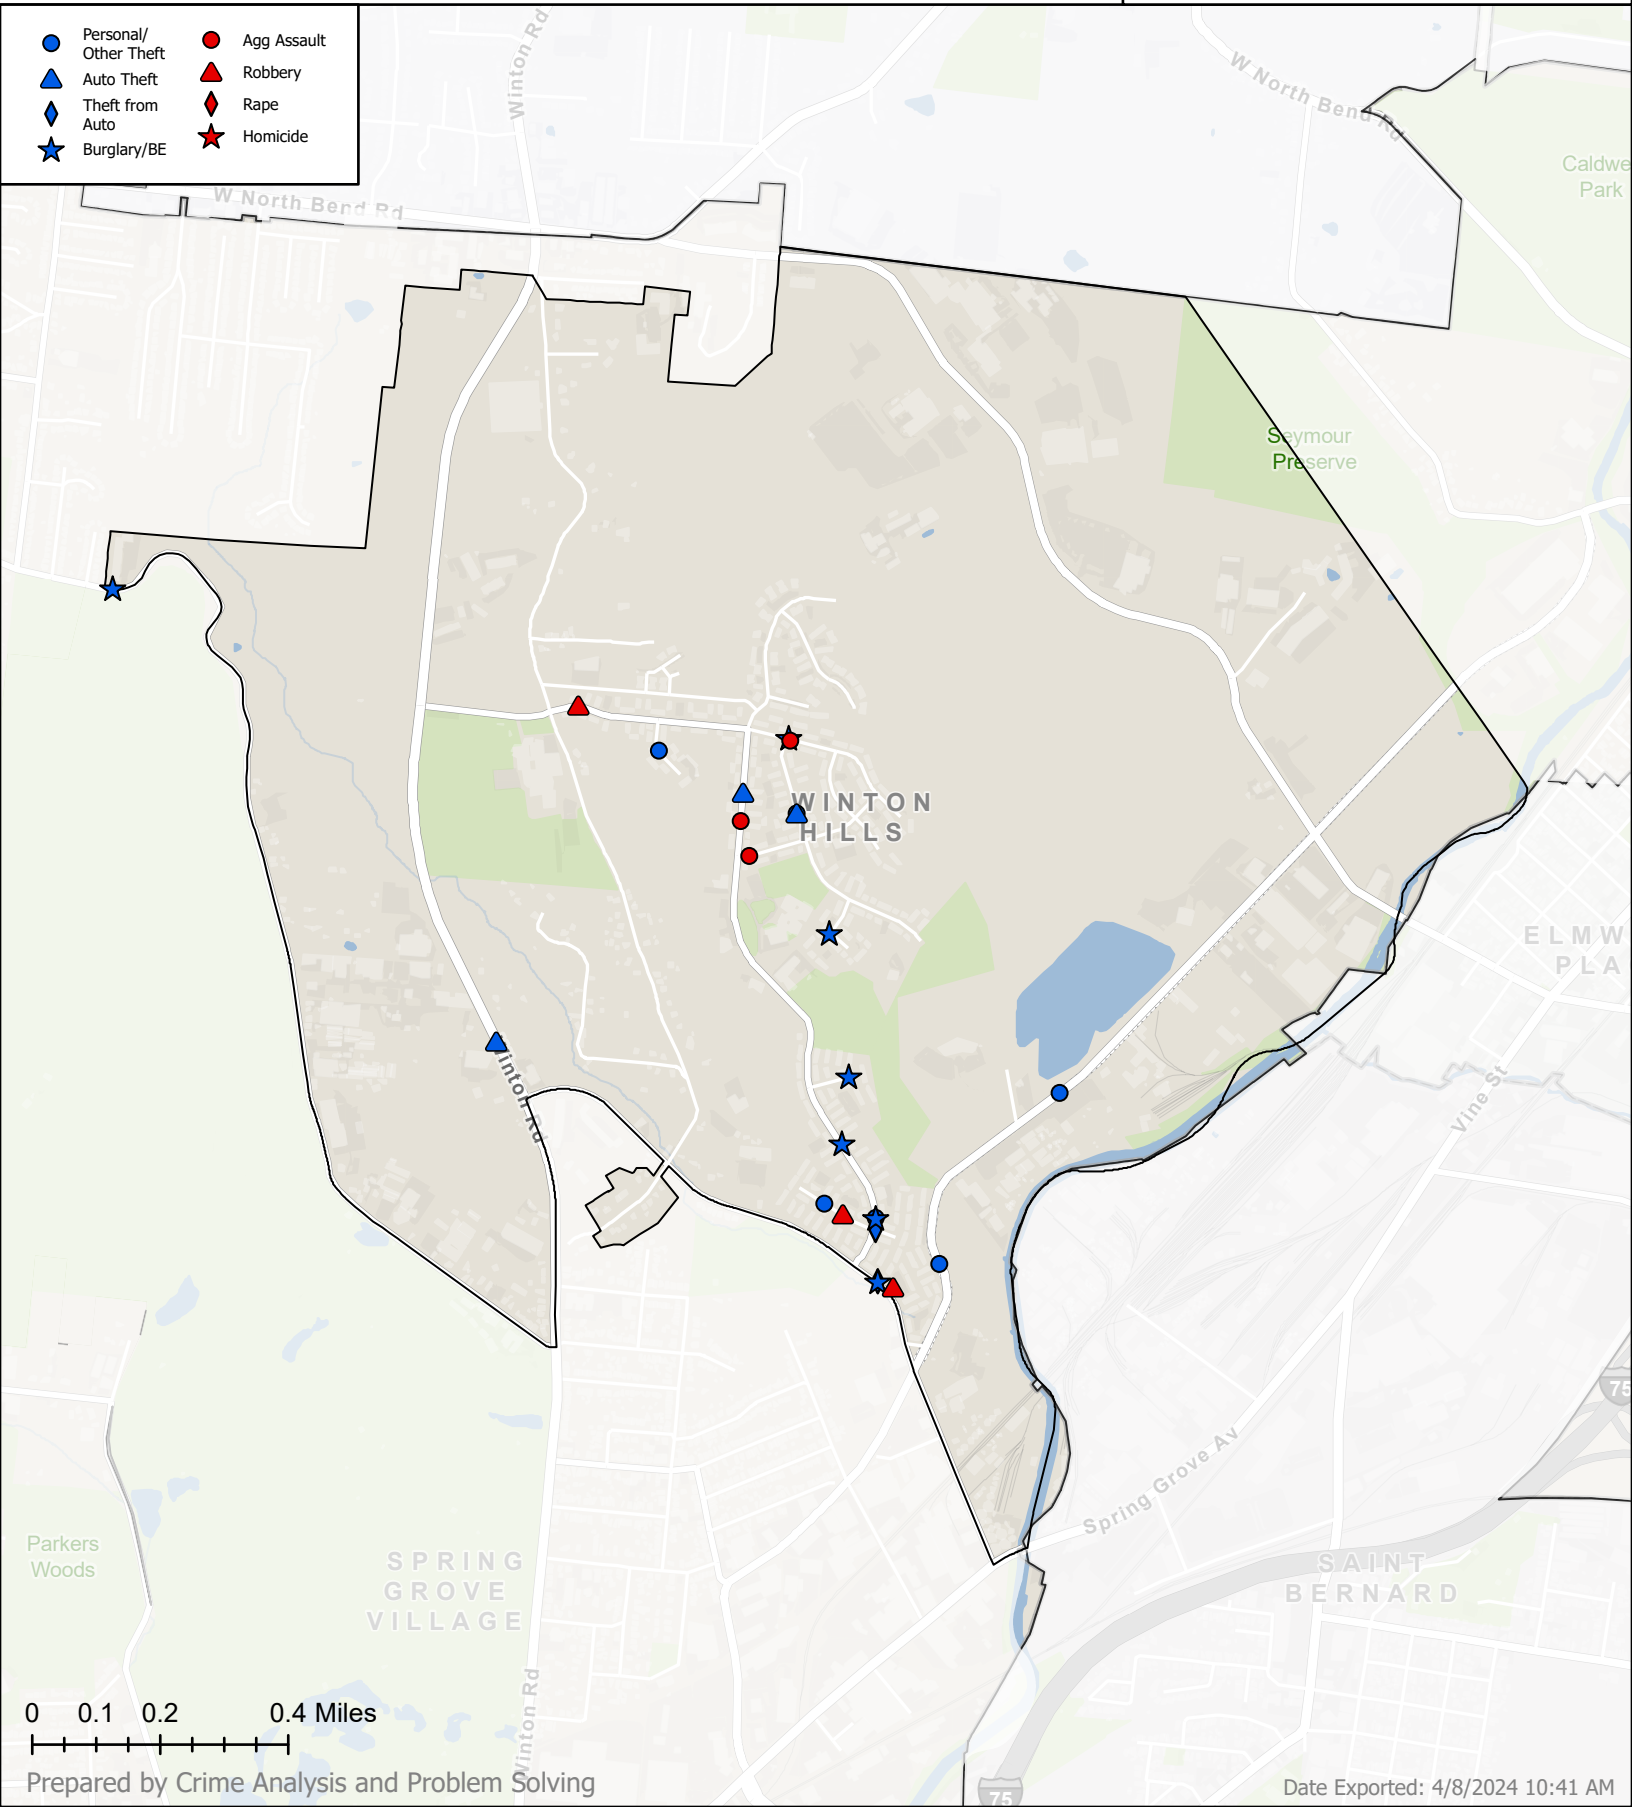 Personal/
Other Theft
Auto Theft
Theft from
Auto
Burglary/BE
Agg Assault
Robbery
Rape
Homicide
Winton Rd
W North Bend Rd
W North Bend Rd
Caldwe
Park
Seymour
Preserve
WINTON
HILLS
ELMW
PLA
Winton Rd
Vine St
Spring Grove Av
75
Parkers
Woods
SPRING
GROVE
VILLAGE
SAINT
BERNARD
Winton Rd
75
0 0.1 0.2 0.4 Miles
Prepared by Crime Analysis and Problem Solving
Date Exported: 4/8/2024 10:41 AM